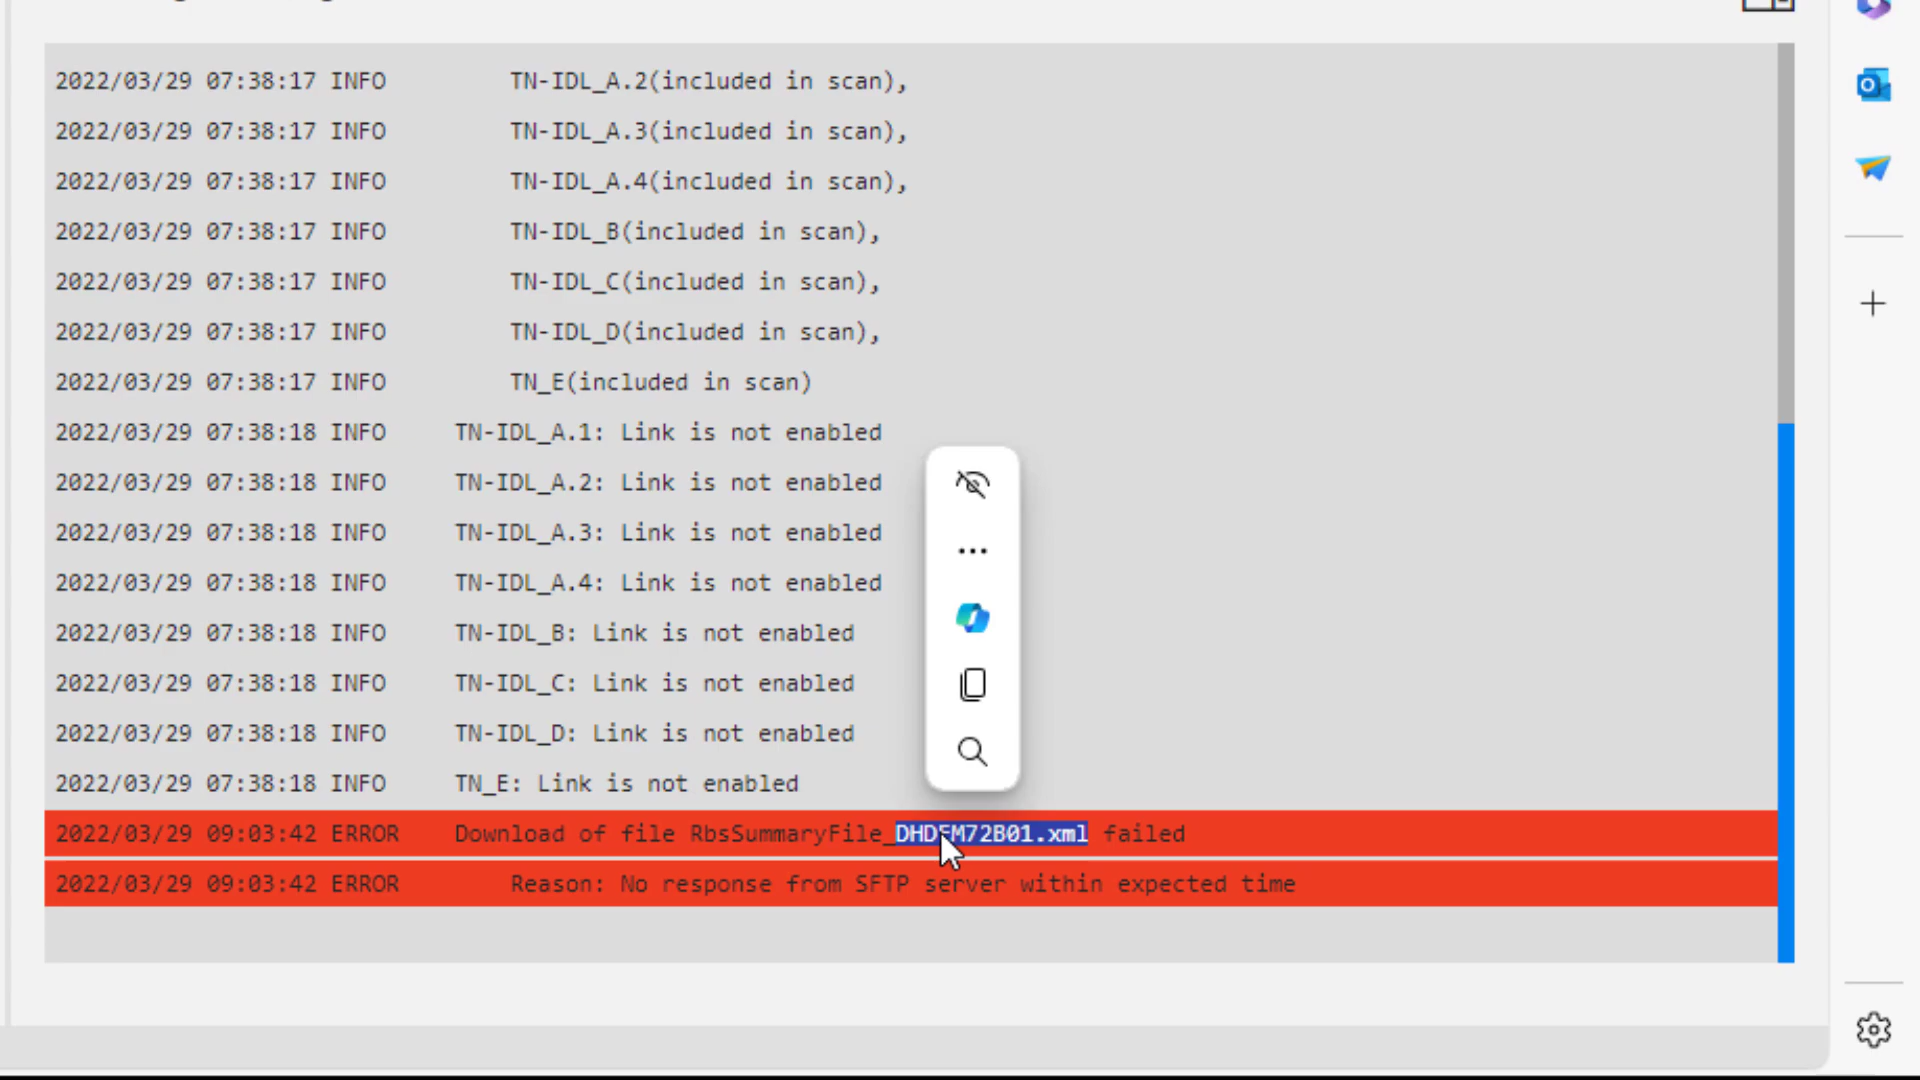 2022/03/29 07:38:17 INFO TN-IDL_A.2(included in scan),
2022/03/29 07:38:17 INFO TN-IDL_A.3(included in scan),
2022/03/29 07:38:17 INFO TN-IDL_A.4(included in scan),
2022/03/29 07:38:17 INFO TN-IDL_B(included in scan),
2022/03/29 07:38:17 INFO TN-IDL_C(included in scan),
2022/03/29 07:38:17 INFO TN-IDL_D(included in scan),
2022/03/29 07:38:17 INFO TN_E(included in scan)
2022/03/29 07:38:18 INFO TN-IDL_A.1: Link is not enabled
2022/03/29 07:38:18 INFO TN-IDL_A.2: Link is not enabled
2022/03/29 07:38:18 INFO TN-IDL_A.3: Link is not enabled
2022/03/29 07:38:18 INFO TN-IDL_A.4: Link is not enabled
2022/03/29 07:38:18 INFO TN-IDL_B: Link is not enabled
2022/03/29 07:38:18 INFO TN-IDL_C: Link is not enabled
2022/03/29 07:38:18 INFO TN-IDL_D: Link is not enabled
2022/03/29 07:38:18 INFO TN_E: Link is not enabled
2022/03/29 09:03:42 ERROR Download of file RbsSummaryFile_DHDEM72B01.xml failed
2022/03/29 09:03:42 ERROR Reason: No response from SFTP server within expected time